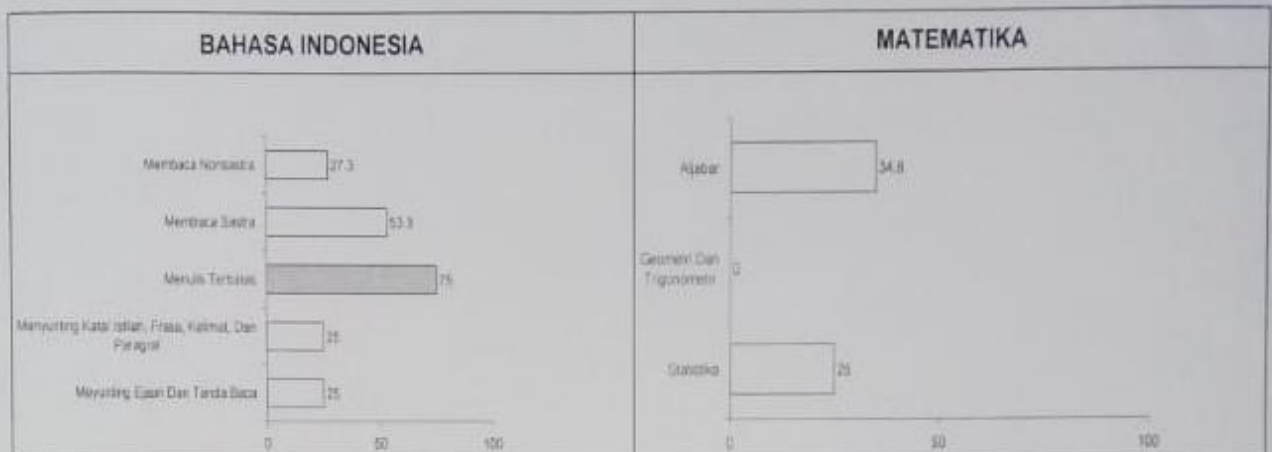 BAHASA INDONESIA
Membaca Nonsastra
27.3
Membaca Sastra
53.3
Menulis Terbatas
75
Menyunting Kata/ Istilah, Frasa, Kalimat, Dan
Paragraf
25
Meyunting Ejaan Dan Tanda Baca
25
0 50 100
MATEMATIKA
Aljabar
34.8
Geometri Dan
Trigonometri
0
Statistika
25
0 50 100